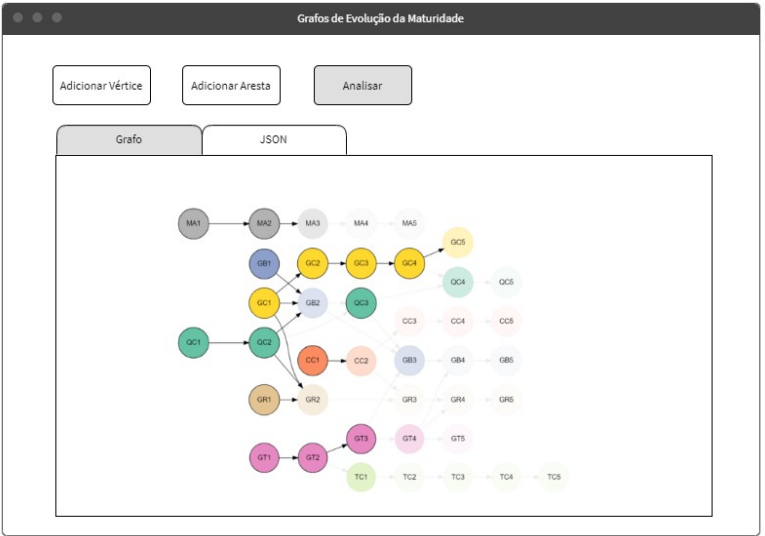 Grafos de Evolução da Maturidade
Adicionar Vértice Adicionar Aresta Analisar
Grafo JSON
MA1 MA2 MA3 MA4 MA5
GC5
GB1 GC2 GC3 GC4
QC4 QC5
GC1 GB2 QC3
CC3 CC4 CC5
QC1 QC2
CC1 CC2 GB3 GB4 GB5
GR1 GR2 GR3 GR4 GR5
GT3 GT4 GT5
GT1 GT2
TC1 TC2 TC3 TC4 TC5